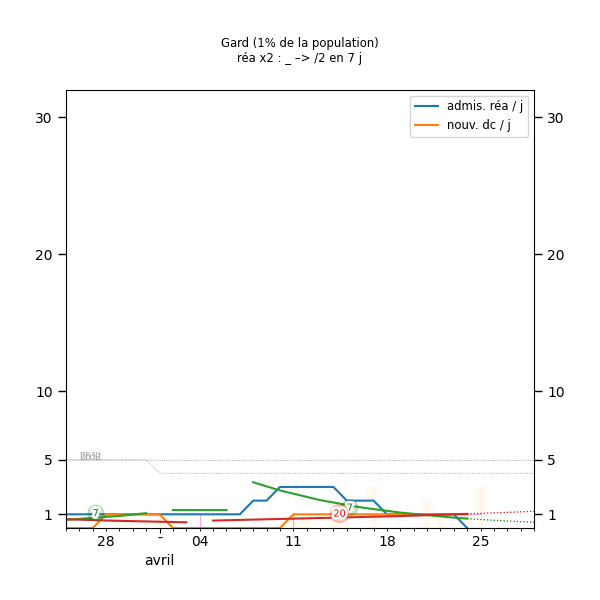 Gard (1% de la population)
réa x2 : _ –> /2 en 7 j
admis. réa / j
nouv. dc / j
30 30
20 20
10 10
5 5
1 1
7 7
20
28 - 04 11 18 25
avril